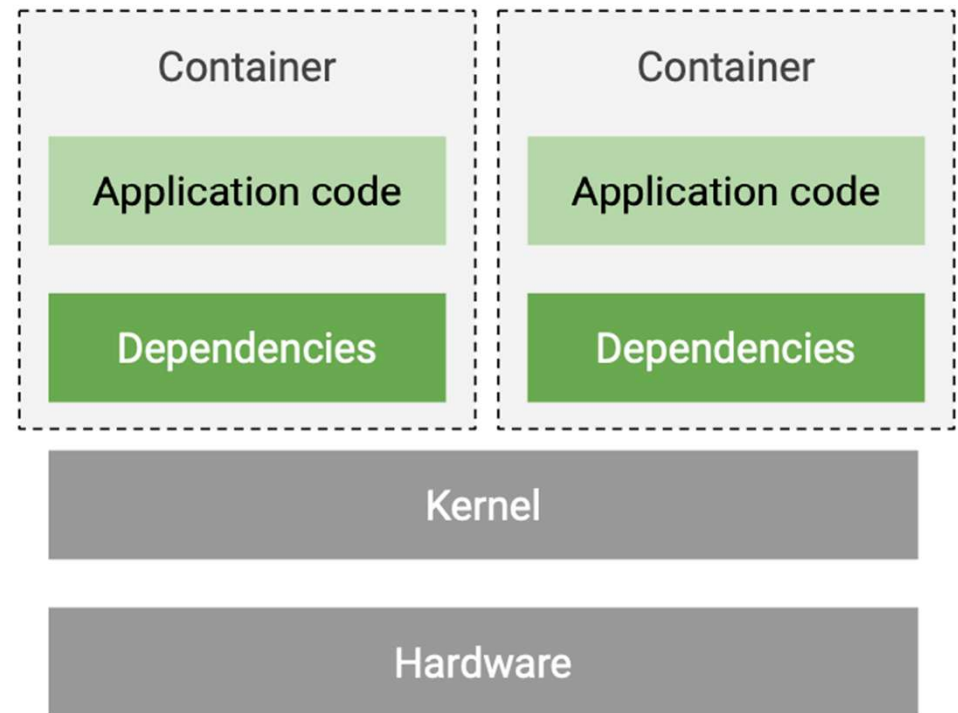 Container
Application code
Dependencies
Container
Application code
Dependencies
Kernel
Hardware